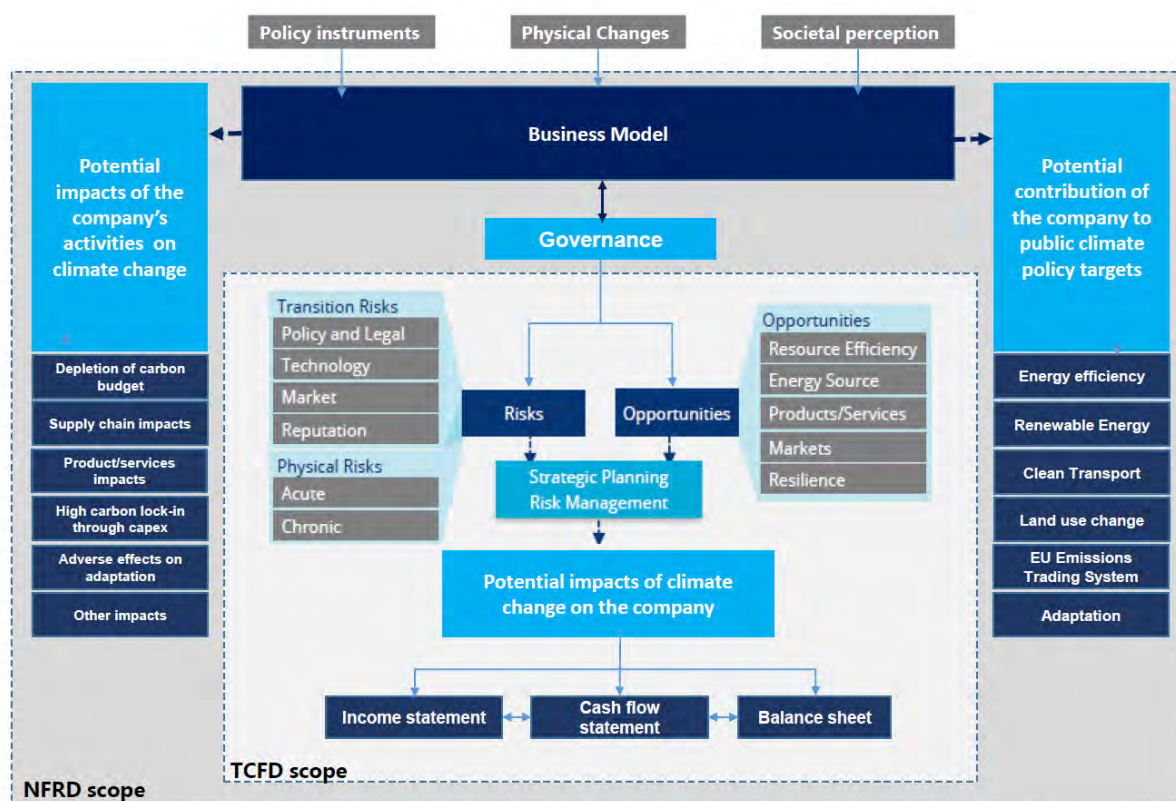 Policy instruments
Physical Changes
Societal perception
Business Model
Potential
impacts of the
company's
activities on
climate change
Depletion of carbon
budget
Supply chain impacts
Product/services
impacts
High carbon lock-in
through capex
Adverse effects on
adaptation
Other impacts
Governance
Transition Risks
Policy and Legal
Technology
Market
Reputation
Physical Risks
Acute
Chronic
Risks
Opportunities
Opportunities
Resource Efficiency
Energy Source
Products/Services
Markets
Resilience
Strategic Planning
Risk Management
Potential impacts of climate
change on the company
Income statement
Cash flow
statement
Balance sheet
Potential
contribution of
the company to
public climate
policy targets
Energy efficiency
Renewable Energy
Clean Transport
Land use change
EU Emissions
Trading System
Adaptation
TCFD scope
NFRD scope